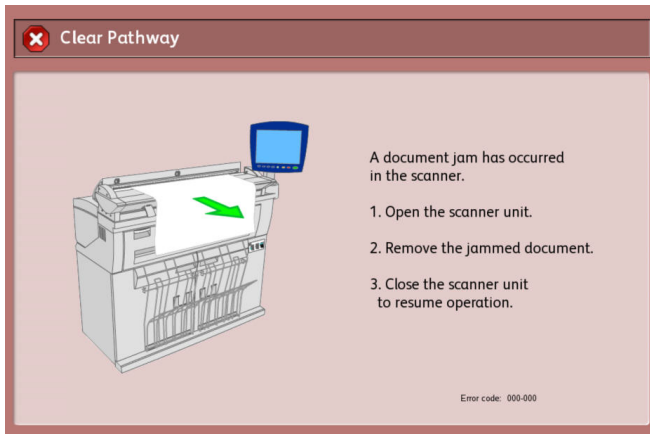 Clear Pathway
A document jam has occurred
in the scanner.
1. Open the scanner unit.
2. Remove the jammed document.
3. Close the scanner unit
to resume operation.
Error code: 000-000